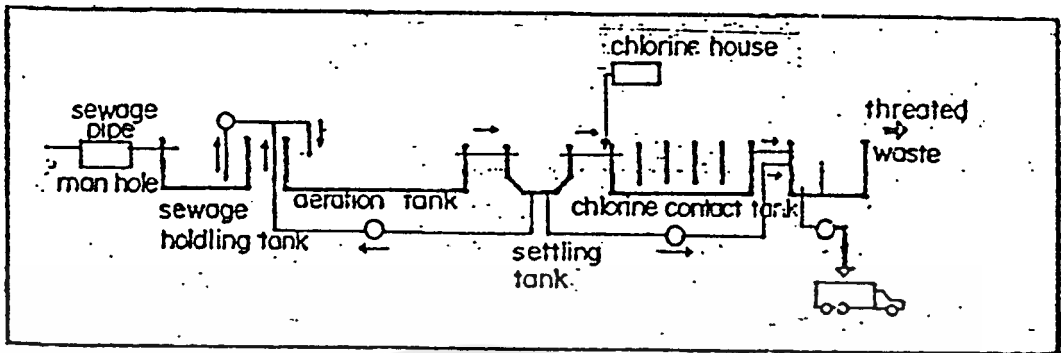 chlorine house
sewage
pipe
man hole
sewage
holdling tank
aeration tank
settling
tank
chlorine contact tank
threated
waste